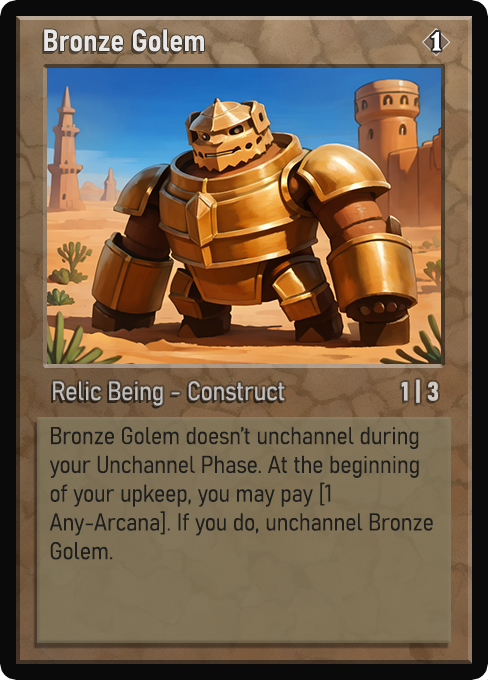 Bronze Golem 1
Relic Being - Construct 1|3
Bronze Golem doesn't unchannel during
your Unchannel Phase. At the beginning
of your upkeep, you may pay [1
Any-Arcana]. If you do, unchannel Bronze
Golem.